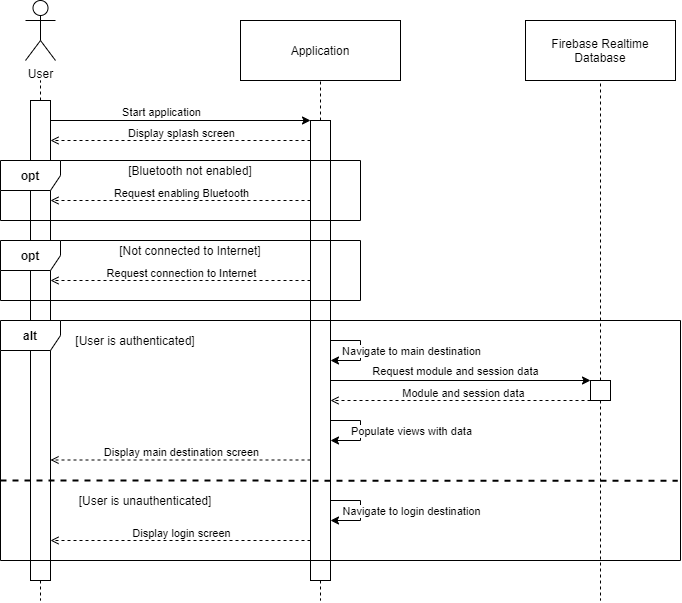 User
Application
Firebase Realtime
Database
Start application
Display splash screen
opt
[Bluetooth not enabled]
Request enabling Bluetooth
opt
[Not connected to Internet]
Request connection to Internet
alt
[User is authenticated]
Navigate to main destination
Request module and session data
Module and session data
Populate views with data
Display main destination screen
[User is unauthenticated]
Navigate to login destination
Display login screen